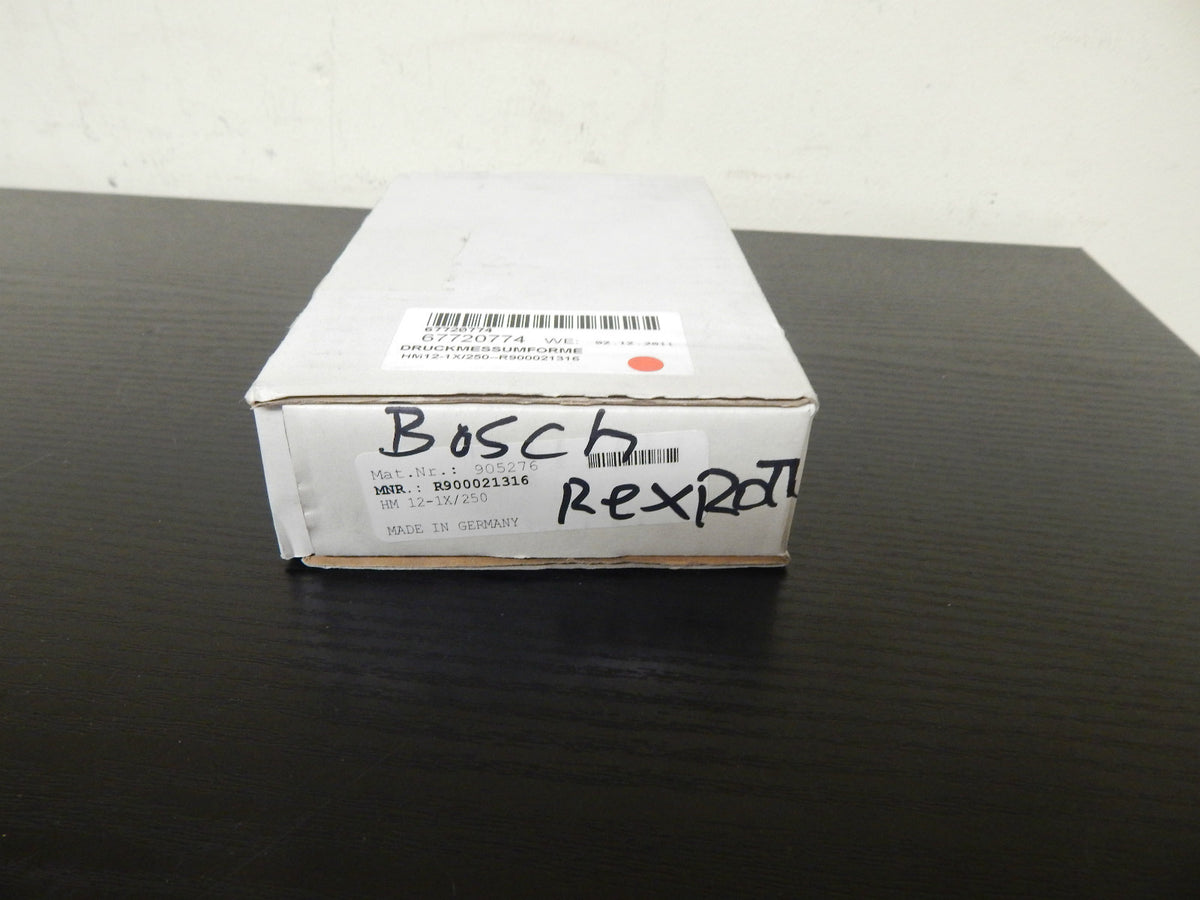 67720774
67720774 WE: 02.12.2011
DRUCKMESSUMFORME
HM12-1X/250--R900021316
Bosch
Mat.Nr.: 905276
MNR.: R900021316
HM 12-1X/250
RexRoTh
MADE IN GERMANY